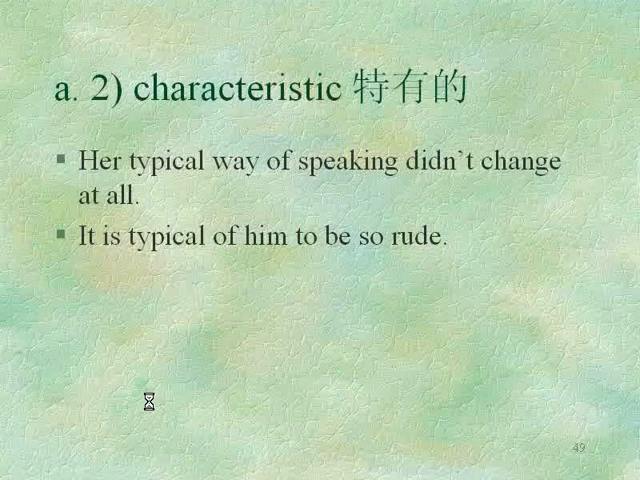 a. 2) characteristic 特有的
▪ Her typical way of speaking didn't change
at all.
▪ It is typical of him to be so rude.
49